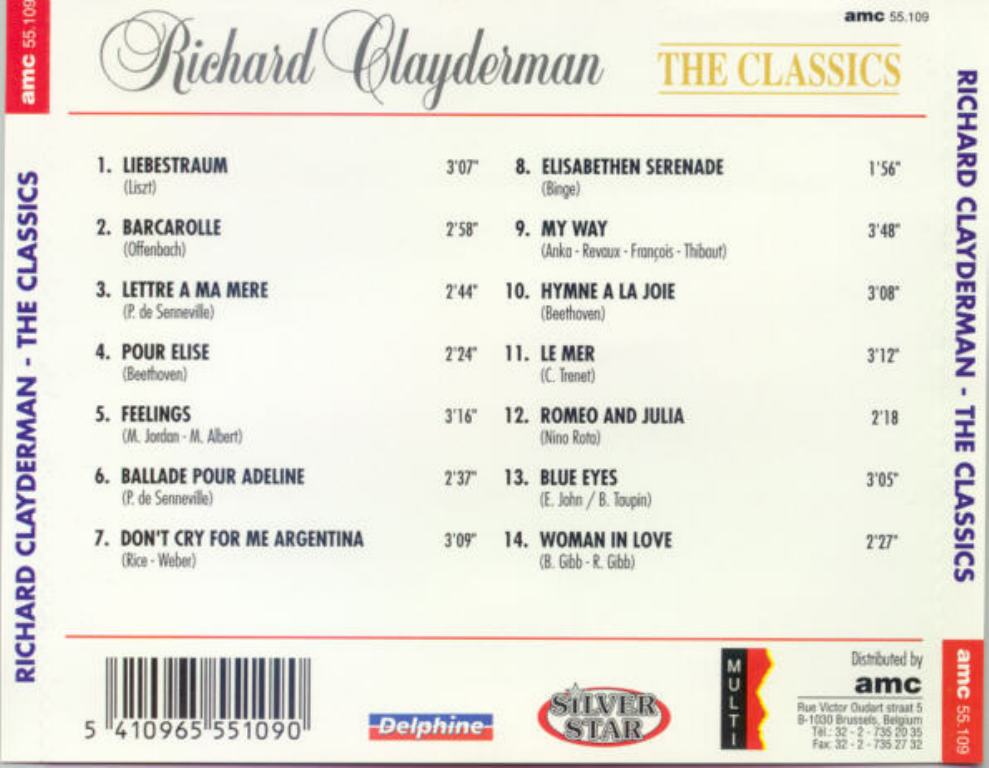 amc 55.109
RICHARD CLAYDERMAN - THE CLASSICS
Richard Clayderman
amc 55.109
THE CLASSICS
1. LIEBESTRAUM 3'07"
(Liszt)
2. BARCAROLLE 2'58"
(Offenbach)
3. LETTRE A MA MERE 2'44"
(P. de Senneville)
4. POUR ELISE 2'24"
(Beethoven)
5. FEELINGS 3'16"
(M. Jordan - M. Albert)
6. BALLADE POUR ADELINE 2'37"
(P. de Senneville)
7. DON'T CRY FOR ME ARGENTINA 3'09"
(Rice - Weber)
8. ELISABETHEN SERENADE 1'56"
(Binge)
9. MY WAY 3'48"
(Anka - Revaux - François - Thibaut)
10. HYMNE A LA JOIE 3'08"
(Beethoven)
11. LE MER 3'12"
(C. Trenet)
12. ROMEO AND JULIA 2'18
(Nino Rota)
13. BLUE EYES 3'05"
(E. John / B. Taupin)
14. WOMAN IN LOVE 2'27"
(B. Gibb - R. Gibb)
5 410965 551090
Delphine
SILVER
STAR
MULTI
Distributed by
amc
Rue Victor Oudart straat 5
B-1030 Brussels, Belgium
Tél.: 32 - 2 - 735 20 35
Fax: 32 - 2 - 735 27 32
RICHARD CLAYDERMAN - THE CLASSICS
amc 55.109